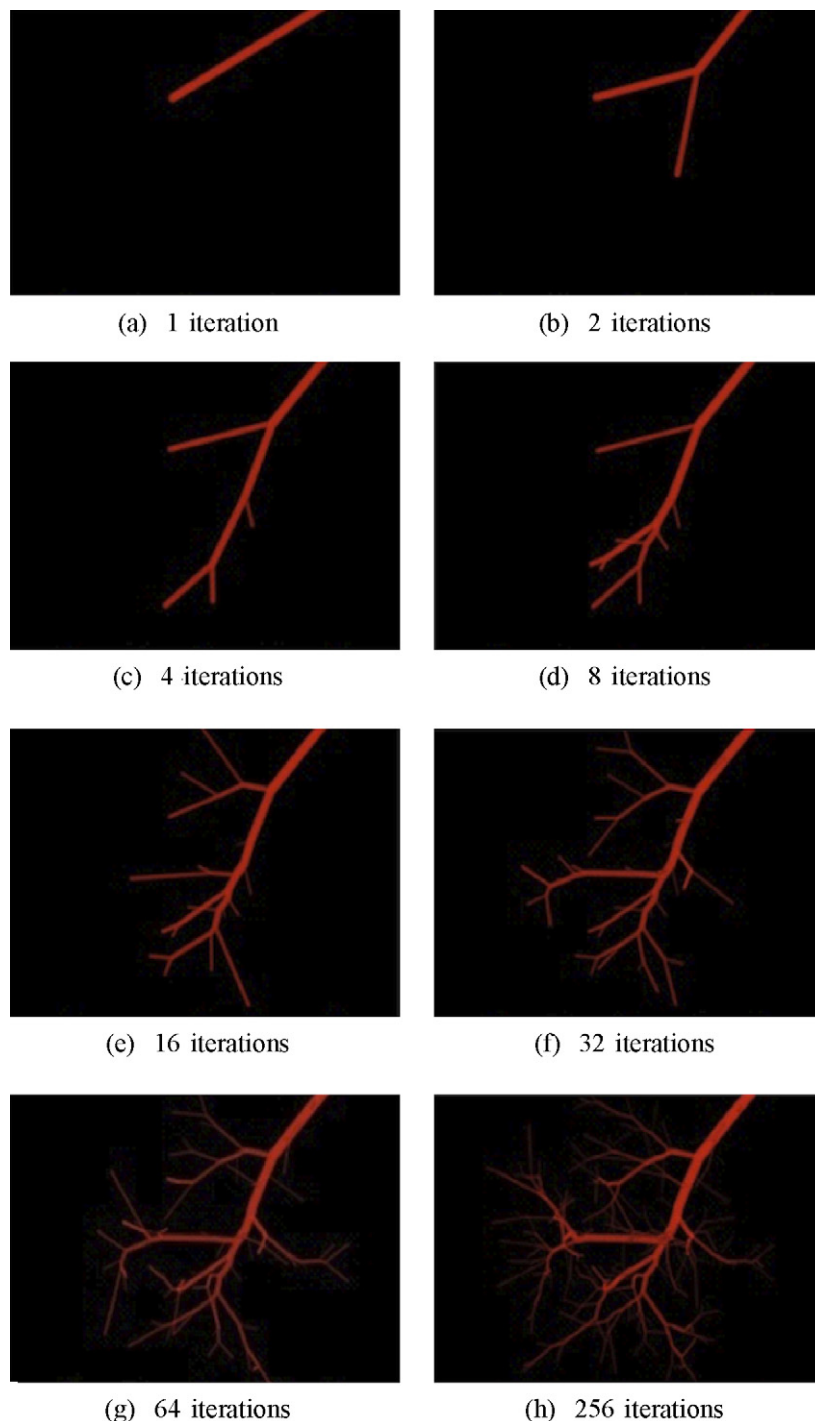 (a) 1 iteration
(b) 2 iterations
(c) 4 iterations
(d) 8 iterations
(e) 16 iterations
(f) 32 iterations
(g) 64 iterations
(h) 256 iterations